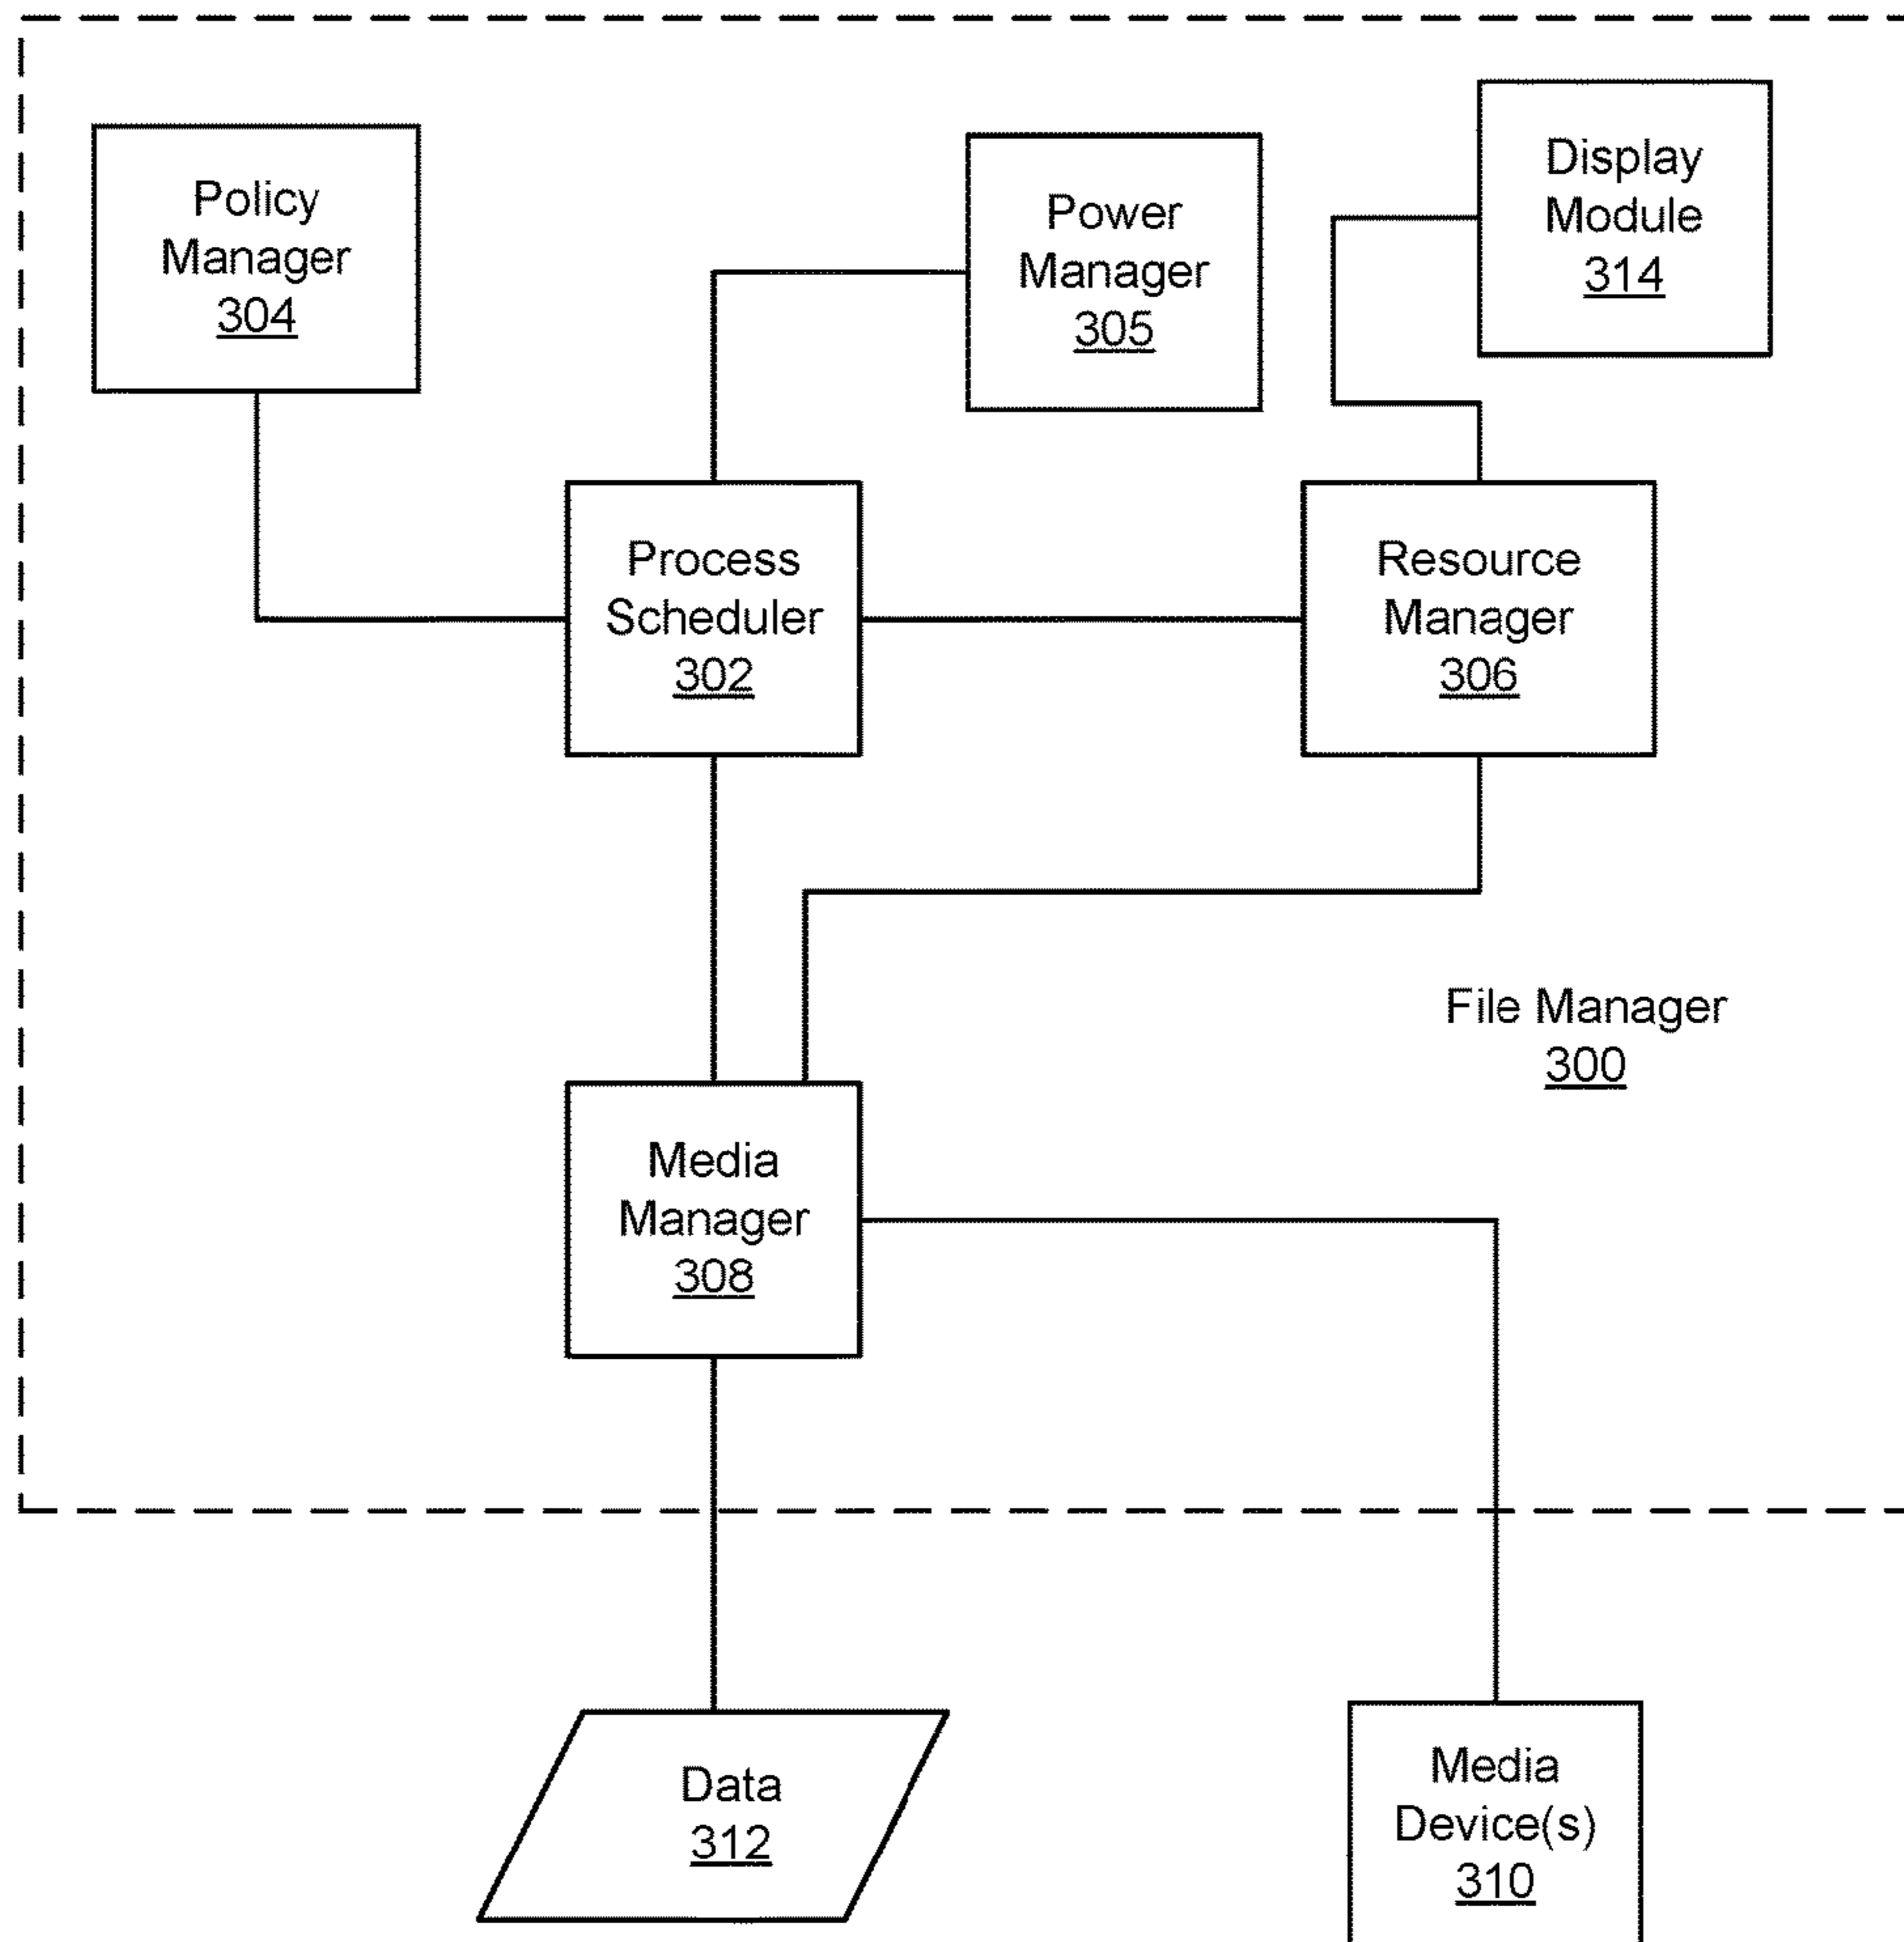 Policy
Manager
304
Power
Manager
305
Display
Module
314
Process
Scheduler
302
Resource
Manager
306
File Manager
300
Media
Manager
308
Data
312
Media
Device(s)
310